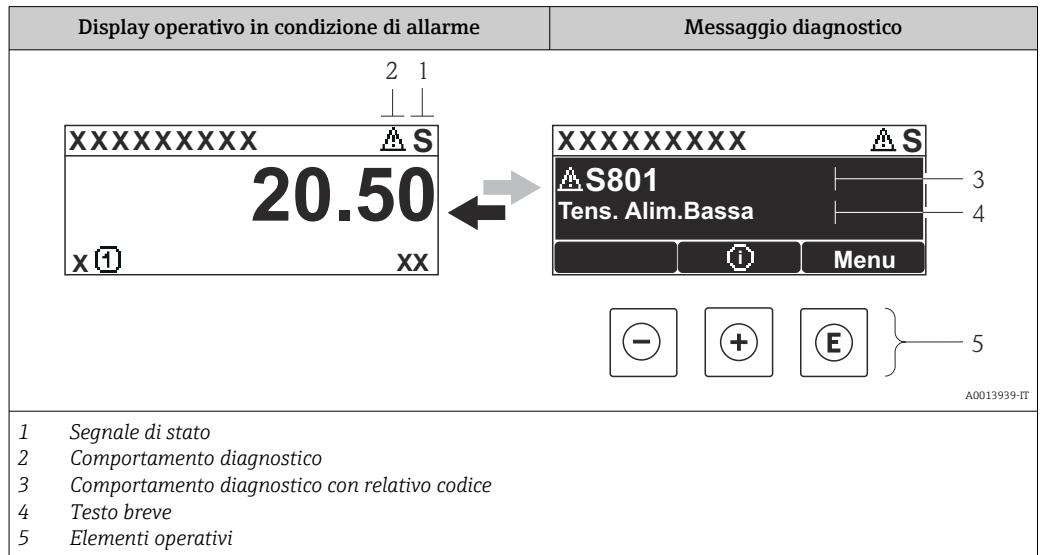 Display operativo in condizione di allarme
Messaggio diagnostico
2 1
XXXXXXXXX ⚠ S
20.50
X ① XX
XXXXXXXXX ⚠ S
⚠S801
3
Tens. Alim.Bassa
4
ⓘ Menu
- + E
5
A0013939-IT
1 Segnale di stato
2 Comportamento diagnostico
3 Comportamento diagnostico con relativo codice
4 Testo breve
5 Elementi operativi